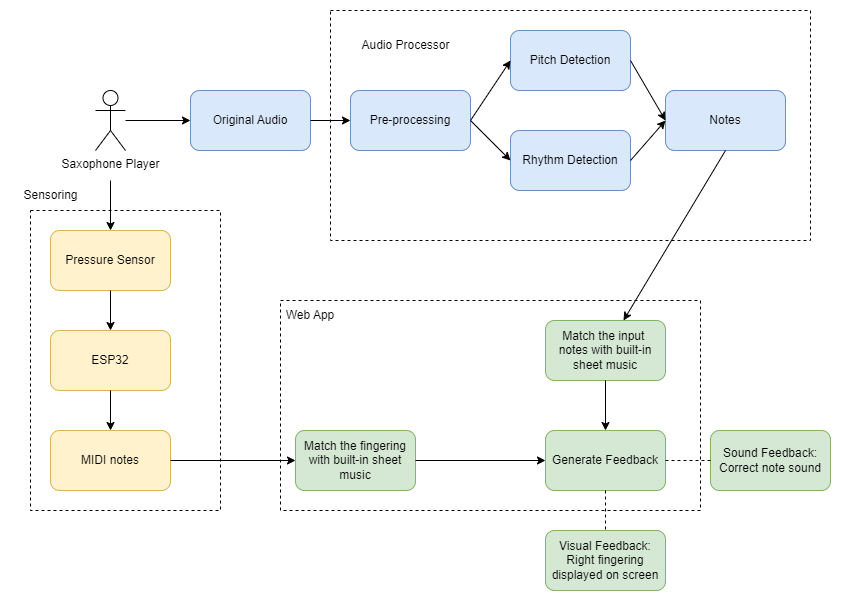 Audio Processor
Pitch Detection
Original Audio
Pre-processing
Notes
Rhythm Detection
Saxophone Player
Sensoring
Pressure Sensor
ESP32
MIDI notes
Web App
Match the input
notes with built-in
sheet music
Match the fingering
with built-in sheet
music
Generate Feedback
Sound Feedback:
Correct note sound
Visual Feedback:
Right fingering
displayed on screen